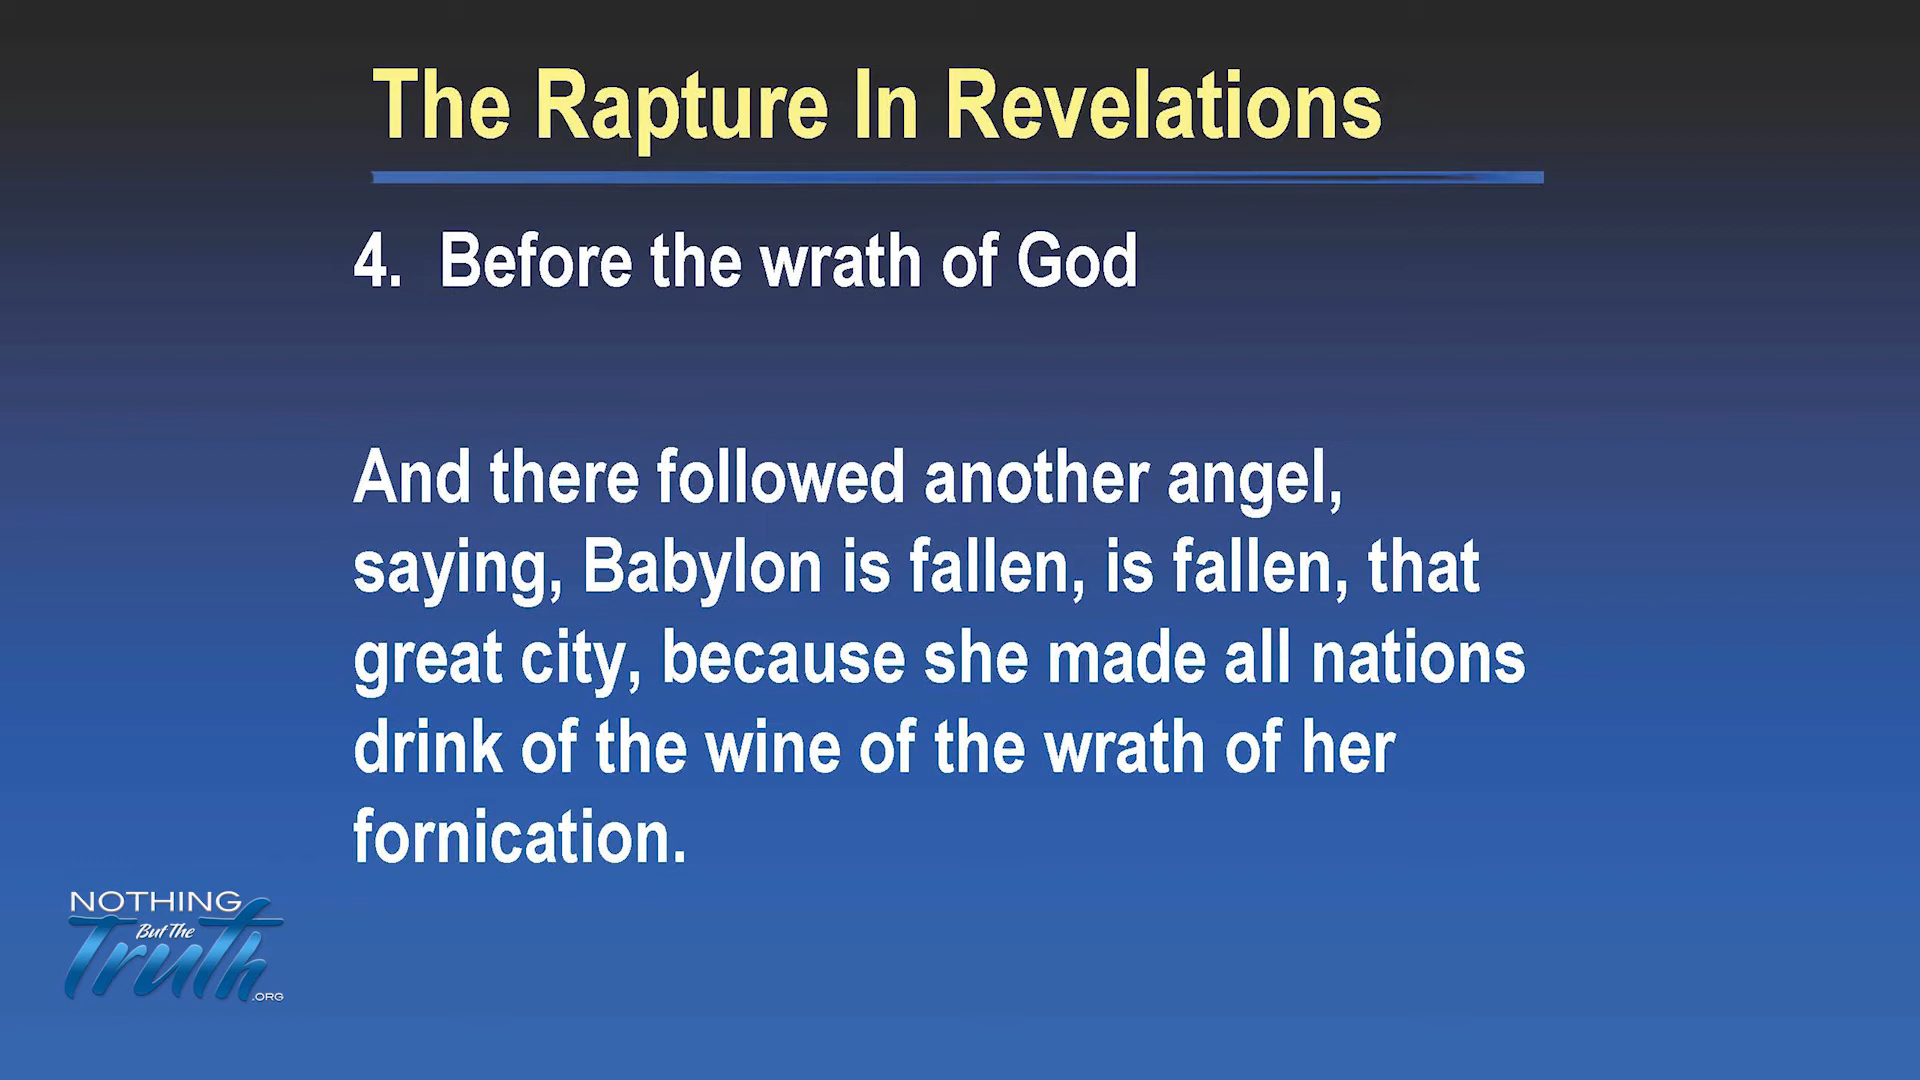 The Rapture In Revelations
4. Before the wrath of God
And there followed another angel,
saying, Babylon is fallen, is fallen, that
great city, because she made all nations
drink of the wine of the wrath of her
fornication.
NOTHING
But The
Truth
.ORG